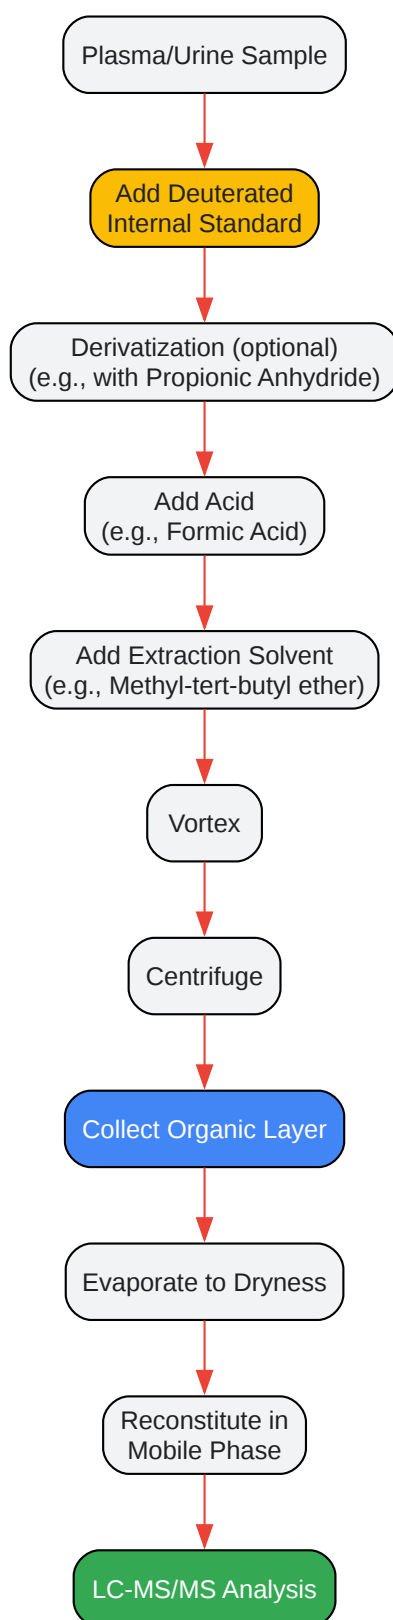 Plasma/Urine Sample
Add Deuterated
Internal Standard
Derivatization (optional)
(e.g., with Propionic Anhydride)
Add Acid
(e.g., Formic Acid)
Add Extraction Solvent
(e.g., Methyl-tert-butyl ether)
Vortex
Centrifuge
Collect Organic Layer
Evaporate to Dryness
Reconstitute in
Mobile Phase
LC-MS/MS Analysis